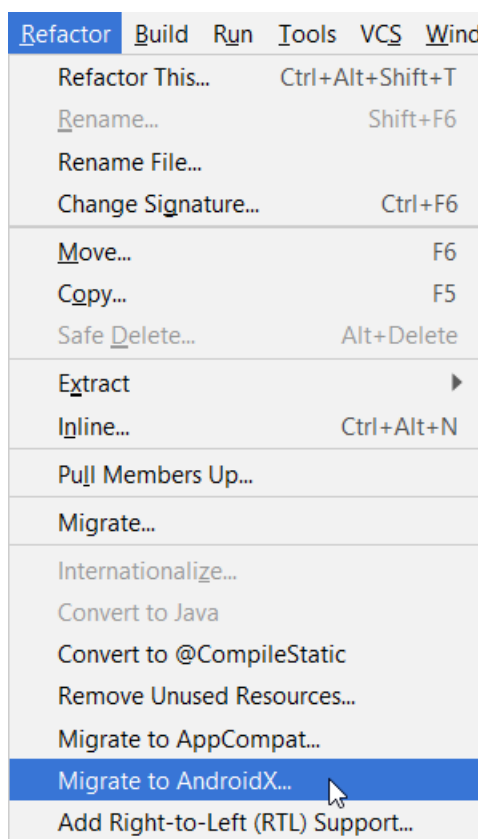 Refactor Build Run Tools VCS Wind
Refactor This... Ctrl+Alt+Shift+T
Rename... Shift+F6
Rename File...
Change Signature... Ctrl+F6
Move... F6
Copy... F5
Safe Delete... Alt+Delete
Extract
Inline... Ctrl+Alt+N
Pull Members Up...
Migrate...
Internationalize...
Convert to Java
Convert to @CompileStatic
Remove Unused Resources...
Migrate to AppCompat...
Migrate to AndroidX...
Add Right-to-Left (RTL) Support...